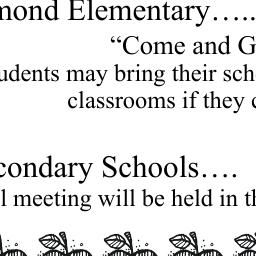 mond Elementary…..
“Come and G
udents may bring their sch
classrooms if they c
condary Schools….
l meeting will be held in th